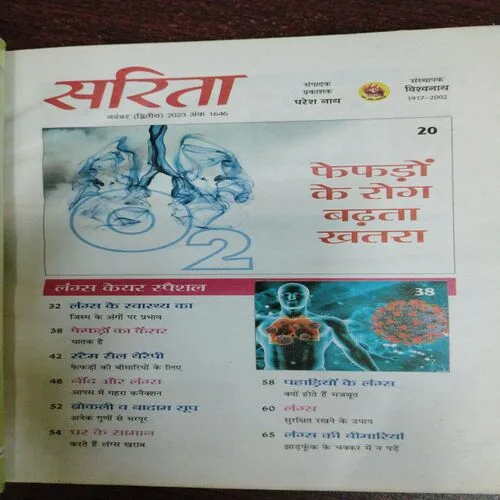 सरिता
नवंबर (द्वितीय) 2023 अंक 1646
संपादक
प्रकाशक
परेश नाथ
संस्थापक
विश्वनाथ
1917-2002
20
फेफड़ों
के रोग
बढ़ता
खतरा
O2
लंग्स केयर स्पैशल
32 लंग्स के स्वास्थ्य का
जिस्म के अंगों पर प्रभाव
38 फेफड़ों का कैंसर
घातक है
42 स्टैम सैल थेरैपी
फेफड़ों की बीमारियों के लिए
48 नींद और लंग्स
आपस में गहरा कनैक्शन
52 ब्रोकली व बादाम सूप
अनेक गुणों से भरपूर
54 घर के सामान
करते हैं लंग्स खराब
38
58 पहाड़ियों के लंग्स
क्यों होते हैं मजबूत
60 लंग्स
सुरक्षित रखने के उपाय
65 लंग्स की बीमारियां
झाड़फूंक के चक्कर में न पड़ें